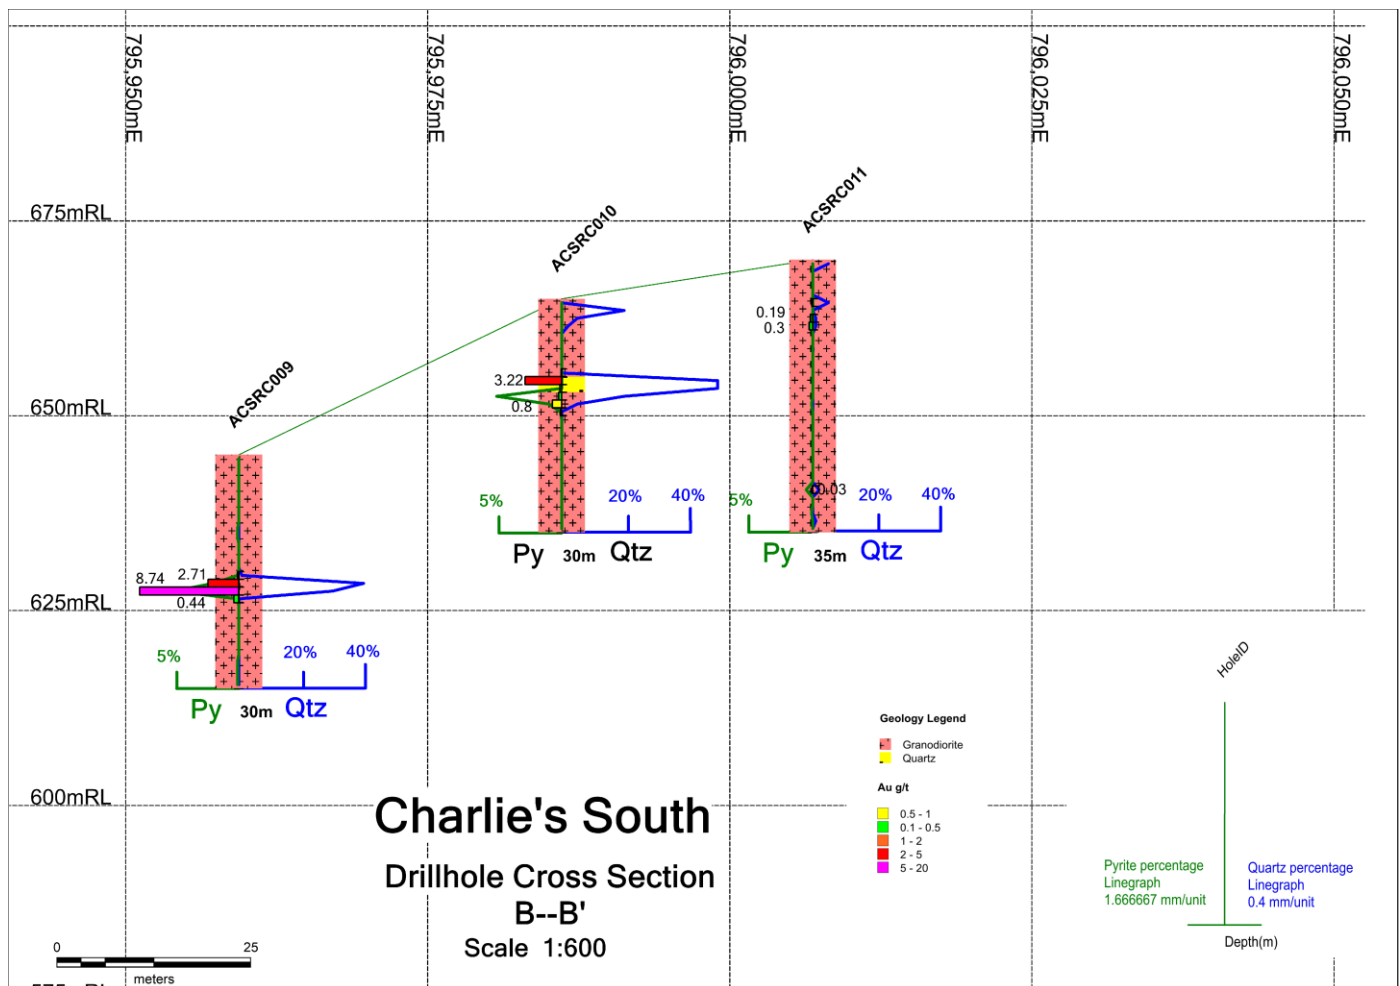 795,950mE
795,975mE
796,000mE
796,025mE
796,050mE
675mRL
650mRL
625mRL
600mRL
ACSRC009
ACSRC010
ACSRC011
0.19
0.3
3.22
0.8
0.03
5%
20%
40%
Py
30m
Qtz
5%
20%
40%
Py
35m
Qtz
8.74
2.71
0.44
5%
20%
40%
Py
30m
Qtz
HoleID
Geology Legend
Granodiorite
Quartz
Au g/t
0.5 - 1
0.1 - 0.5
1 - 2
2 - 5
5 - 20
Pyrite percentage
Linegraph
1.666667 mm/unit
Quartz percentage
Linegraph
0.4 mm/unit
Depth(m)
Charlie's South
Drillhole Cross Section
B--B'
Scale 1:600
0
25
meters